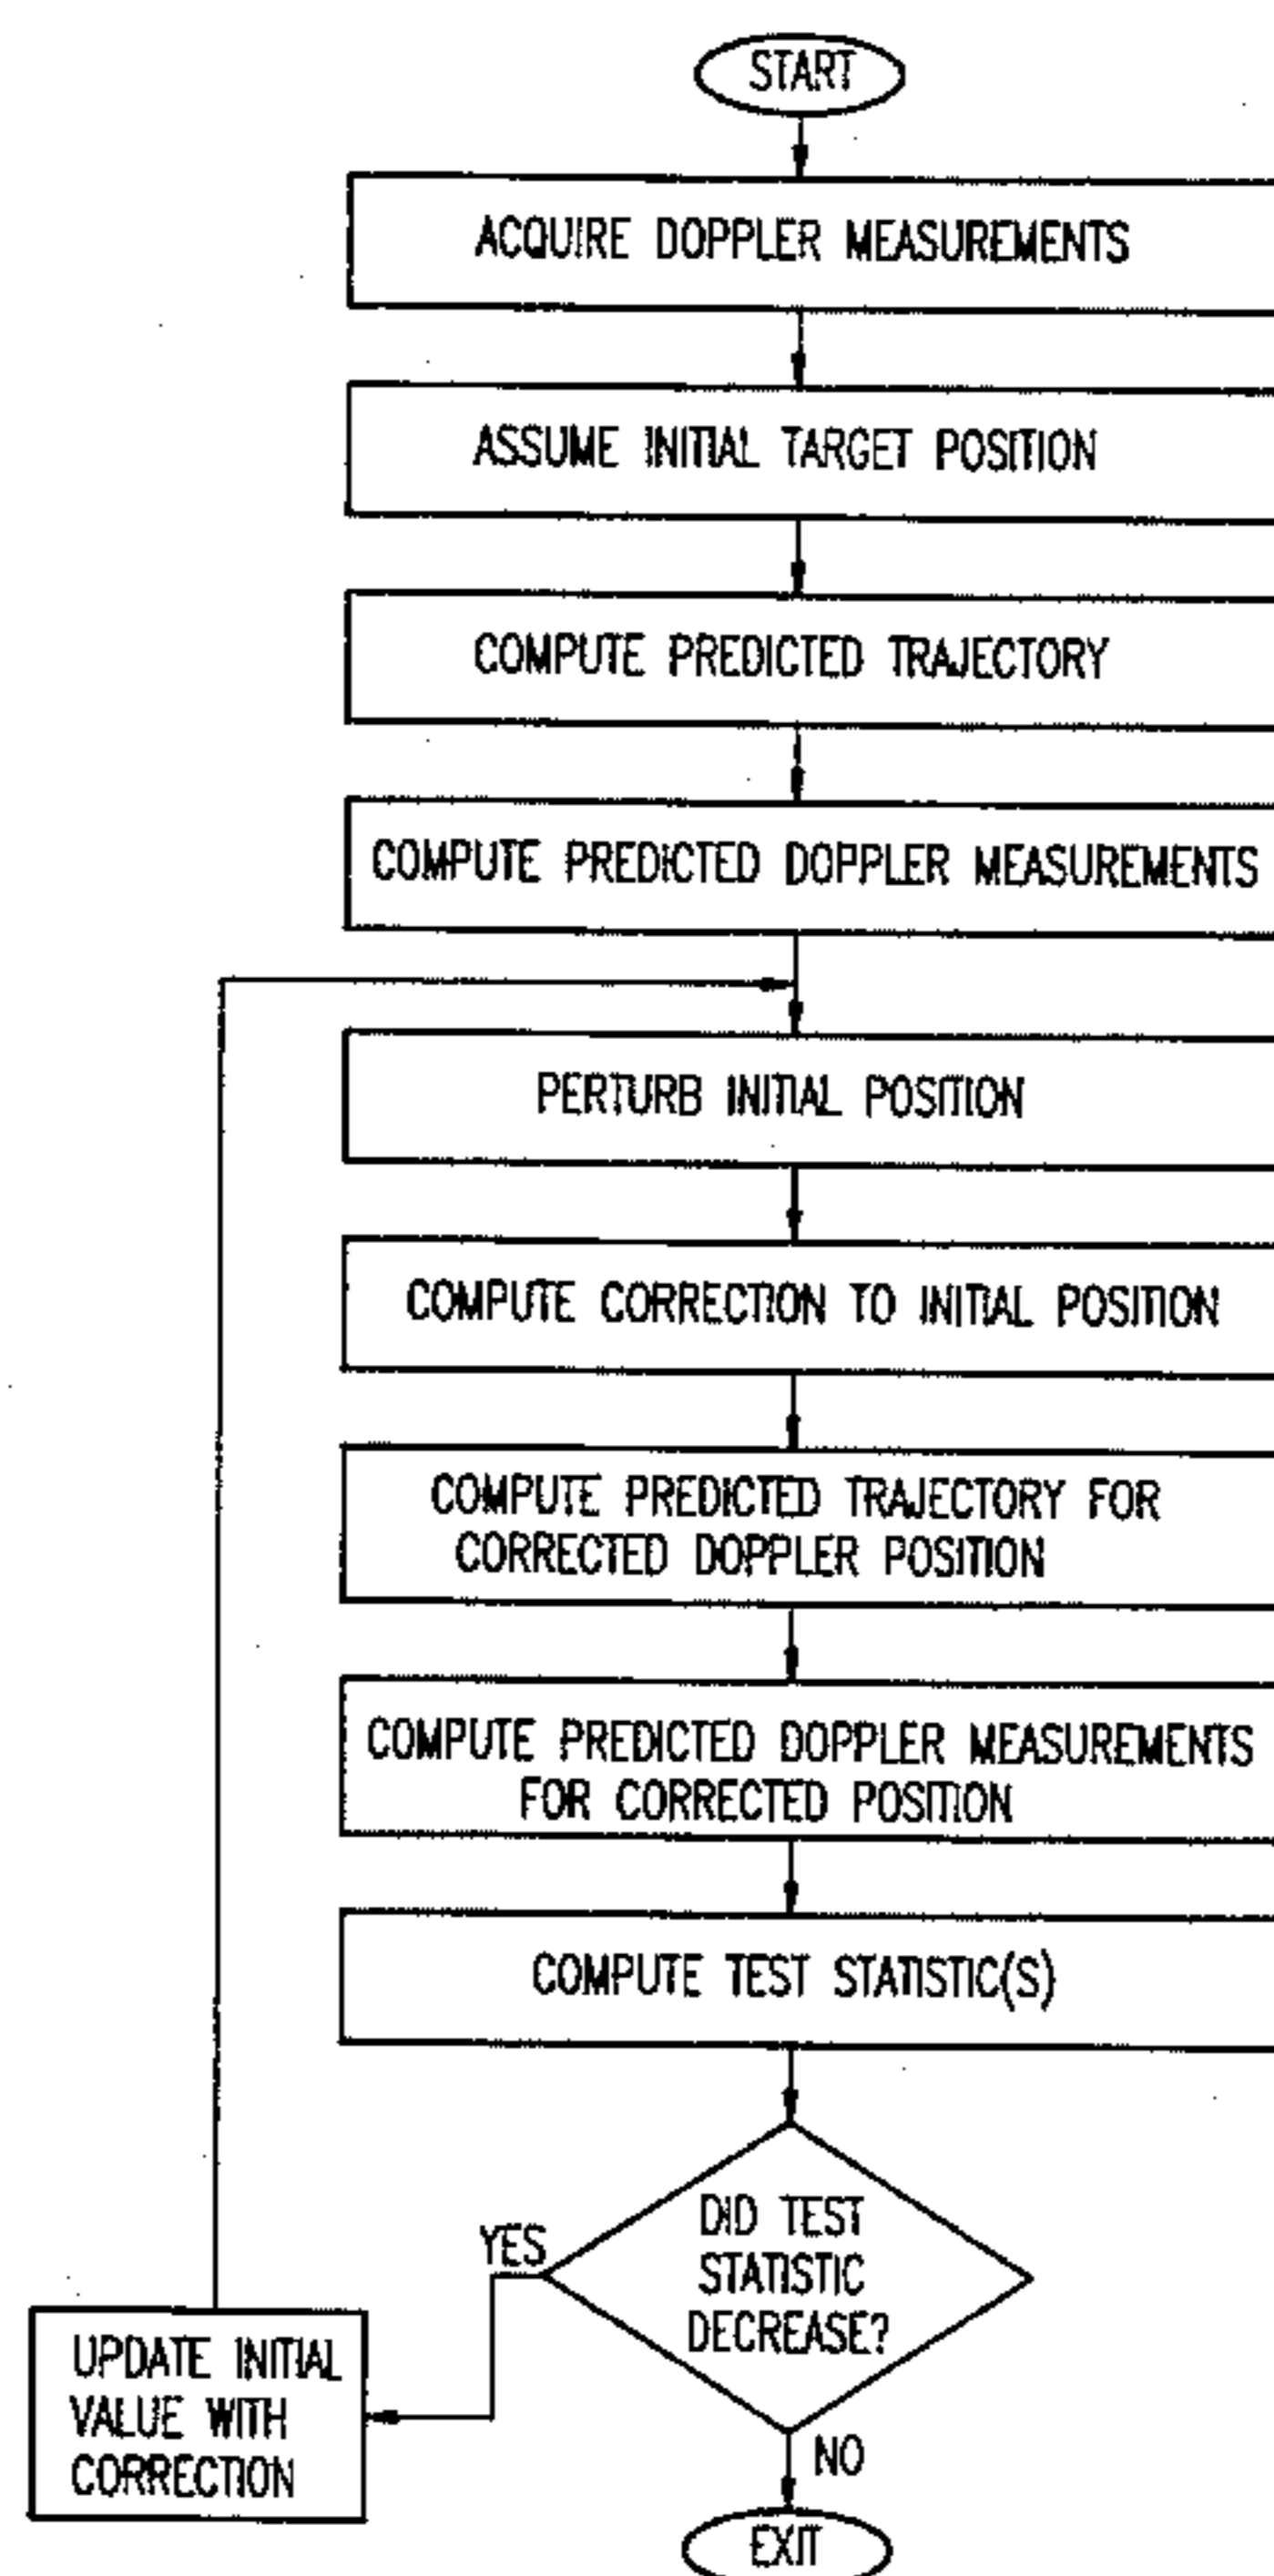 START
ACQUIRE DOPPLER MEASUREMENTS
ASSUME INITIAL TARGET POSITION
COMPUTE PREDICTED TRAJECTORY
COMPUTE PREDICTED DOPPLER MEASUREMENTS
PERTURB INITIAL POSITION
COMPUTE CORRECTION TO INITIAL POSITION
COMPUTE PREDICTED TRAJECTORY FOR
CORRECTED DOPPLER POSITION
COMPUTE PREDICTED DOPPLER MEASUREMENTS
FOR CORRECTED POSITION
COMPUTE TEST STATISTIC(S)
DID TEST
STATISTIC
DECREASE?
YES
UPDATE INITIAL
VALUE WITH
CORRECTION
NO
EXIT